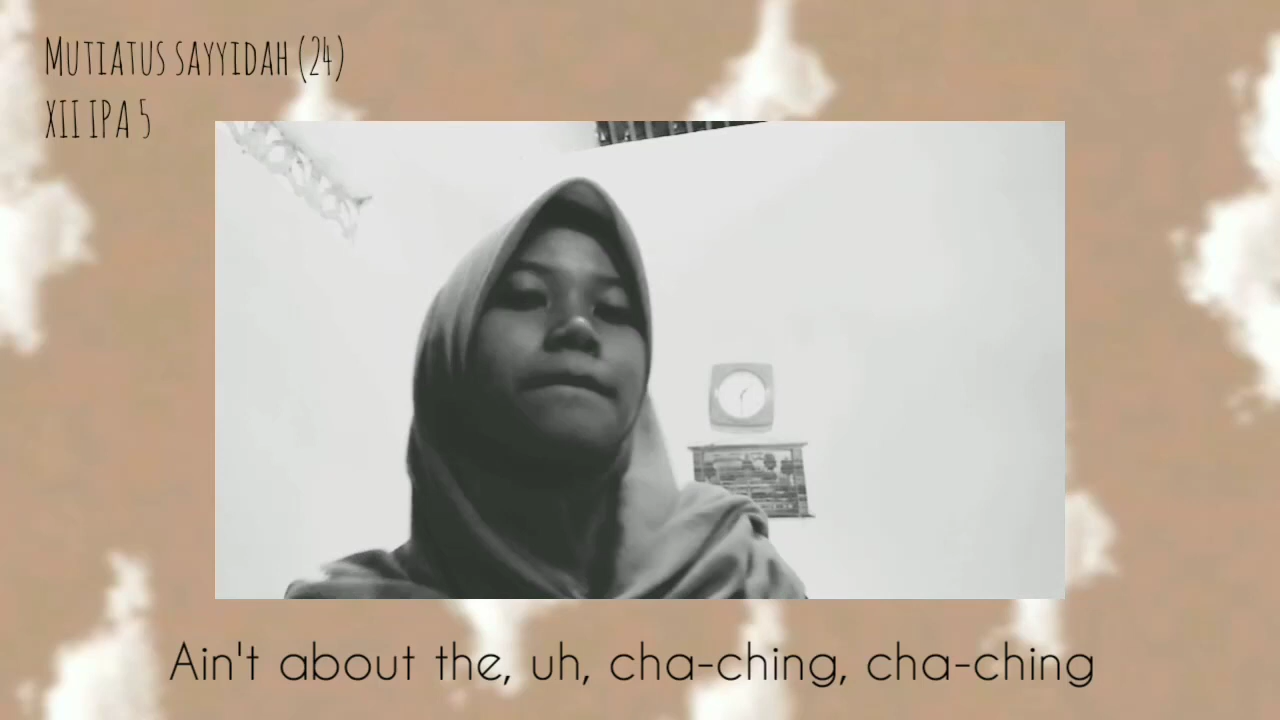 MUTIATUS SAYYIDAH (24)
XII IPA 5
Ain't about the, uh, cha-ching, cha-ching